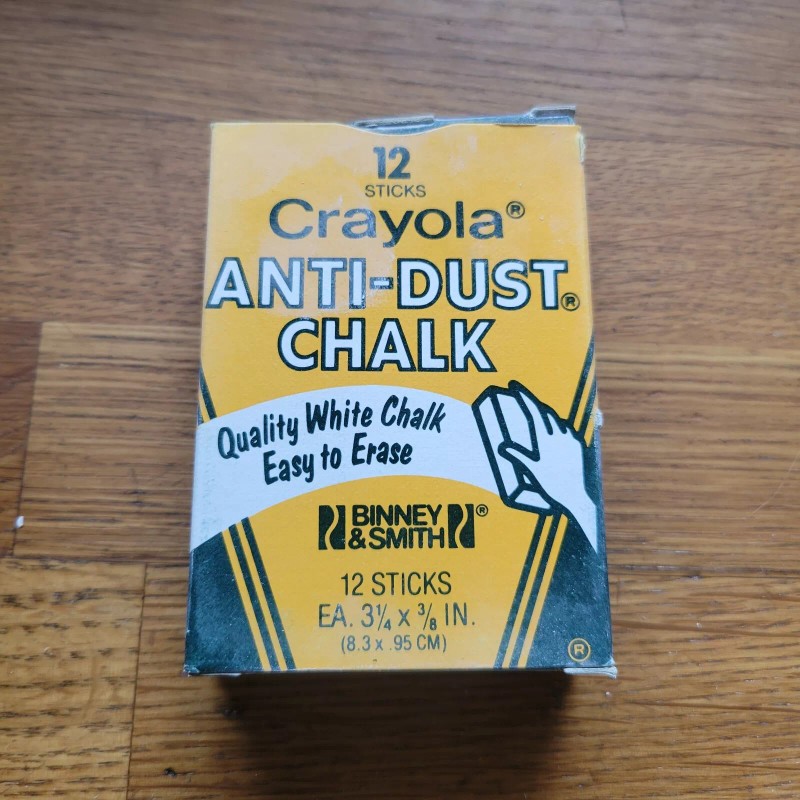 12
STICKS
Crayola®
ANTI-DUST®
CHALK
Quality White Chalk
Easy to Erase
BINNEY ®
& SMITH
12 STICKS
EA. 3¼ x ⅜ IN.
(8.3 x .95 CM)
®